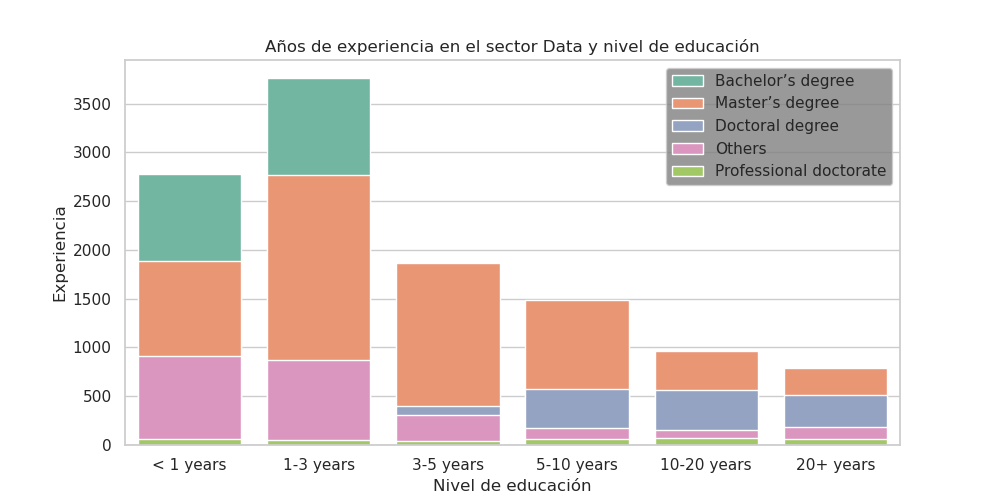 Años de experiencia en el sector Data y nivel de educación
Bachelor’s degree
Master’s degree
Doctoral degree
Others
Professional doctorate
Experiencia
3500
3000
2500
2000
1500
1000
500
0
< 1 years
1-3 years
3-5 years
5-10 years
10-20 years
20+ years
Nivel de educación